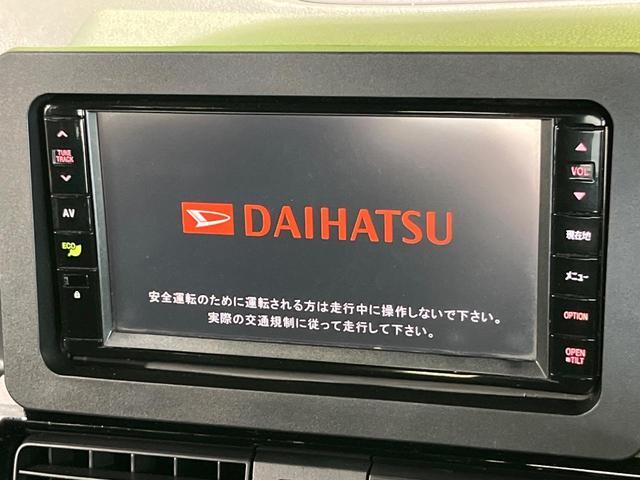 TUNE
TRACK
AV
ECO
DAIHATSU
安全運転のために運転される方は走行中に操作しないで下さい。
実際の交通規制に従って走行して下さい。
VOL
現在地
メニュー
OPTION
OPEN
TILT